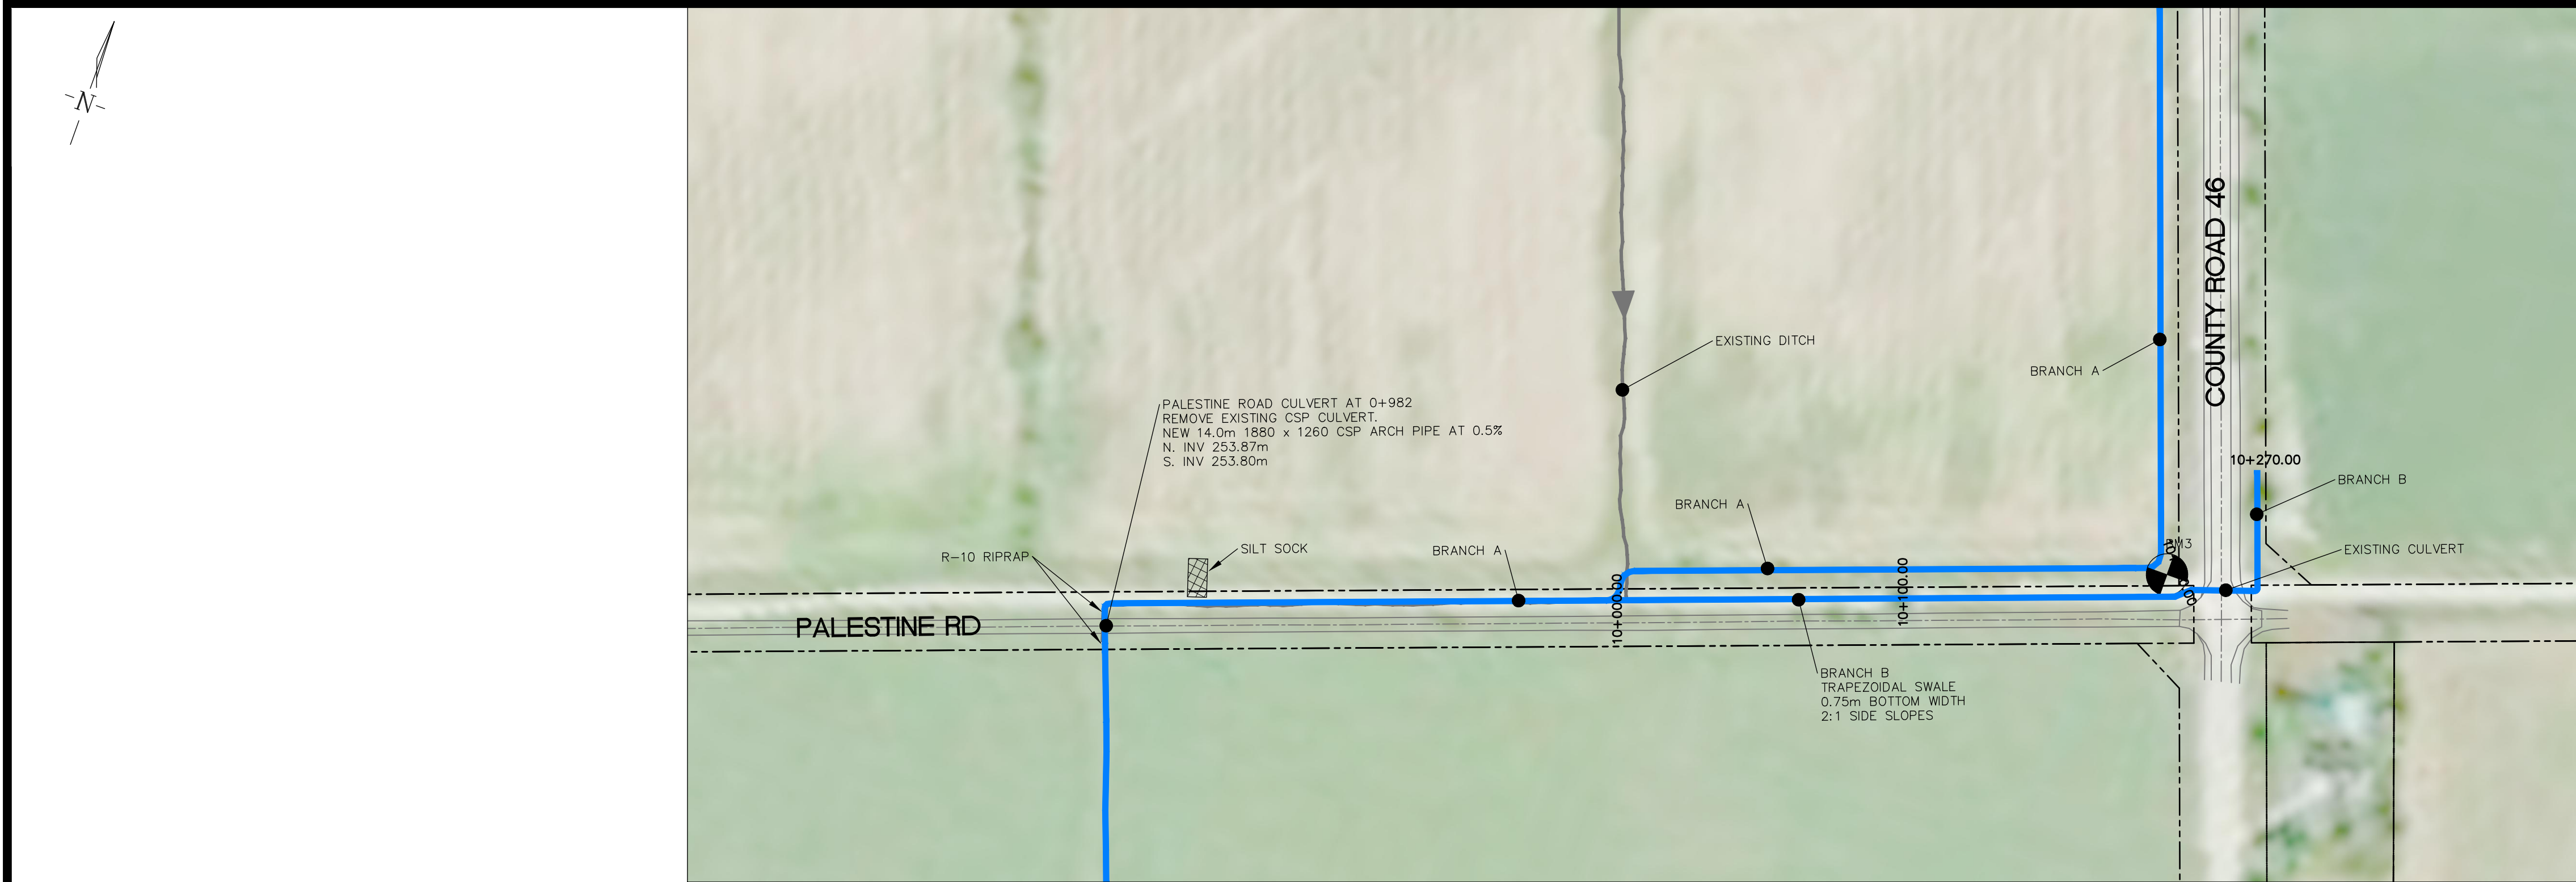 N
COUNTY ROAD 46
EXISTING DITCH
BRANCH A
PALESTINE ROAD CULVERT AT 0+982
REMOVE EXISTING CSP CULVERT.
NEW 14.0m 1880 x 1260 CSP ARCH PIPE AT 0.5%
N. INV 253.87m
S. INV 253.80m
10+270.00
BRANCH B
BRANCH A
R-10 RIPRAP
SILT SOCK
BRANCH A
EXISTING CULVERT
10+000.00
10+100.00
PALESTINE RD
BRANCH B
TRAPEZOIDAL SWALE
0.75m BOTTOM WIDTH
2:1 SIDE SLOPES